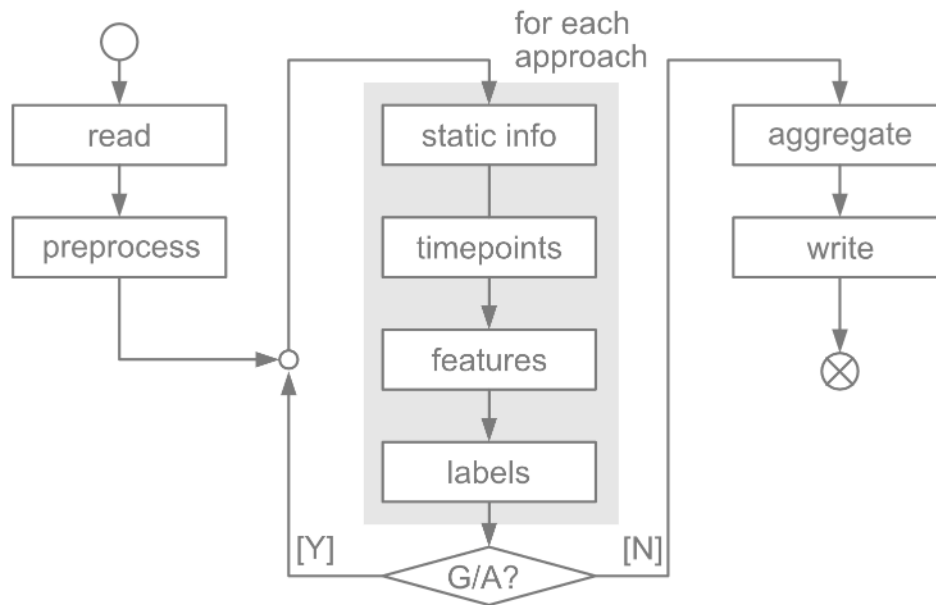 for each
approach
read
preprocess
static info
timepoints
features
labels
G/A?
[Y]
[N]
aggregate
write